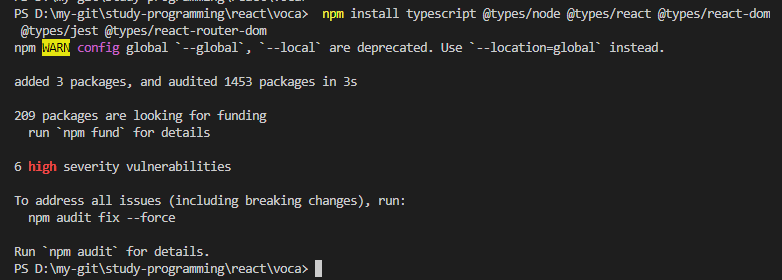 PS D:\my-git\study-programming\react\voca>  npm install typescript @types/node @types/react @types/react-dom
 @types/jest @types/react-router-dom
npm WARN config global `--global`, `--local` are deprecated. Use `--location=global` instead.
added 3 packages, and audited 1453 packages in 3s
209 packages are looking for funding
  run `npm fund` for details
6 high severity vulnerabilities
To address all issues (including breaking changes), run:
  npm audit fix --force
Run `npm audit` for details.
PS D:\my-git\study-programming\react\voca>